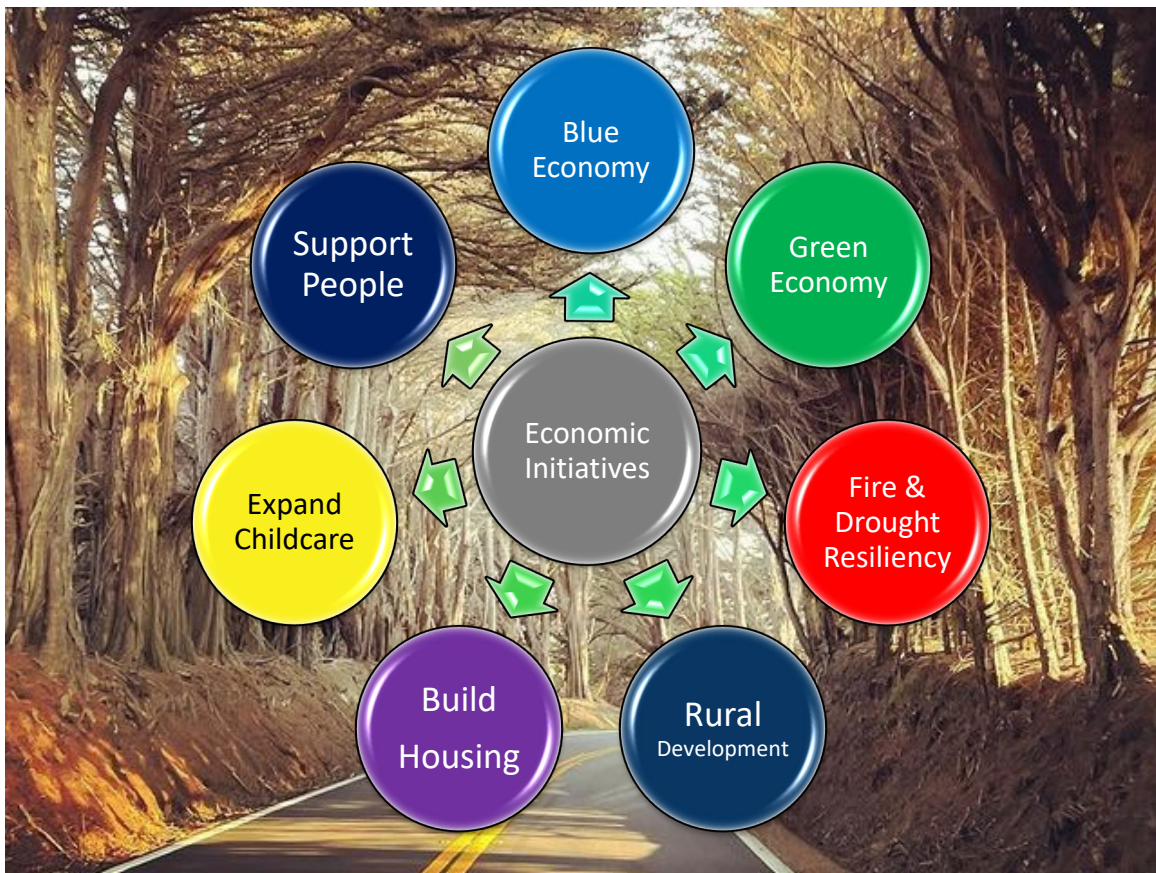 Blue
Economy
Green
Economy
Fire &
Drought
Resiliency
Rural
Development
Build
Housing
Expand
Childcare
Support
People
Economic
Initiatives